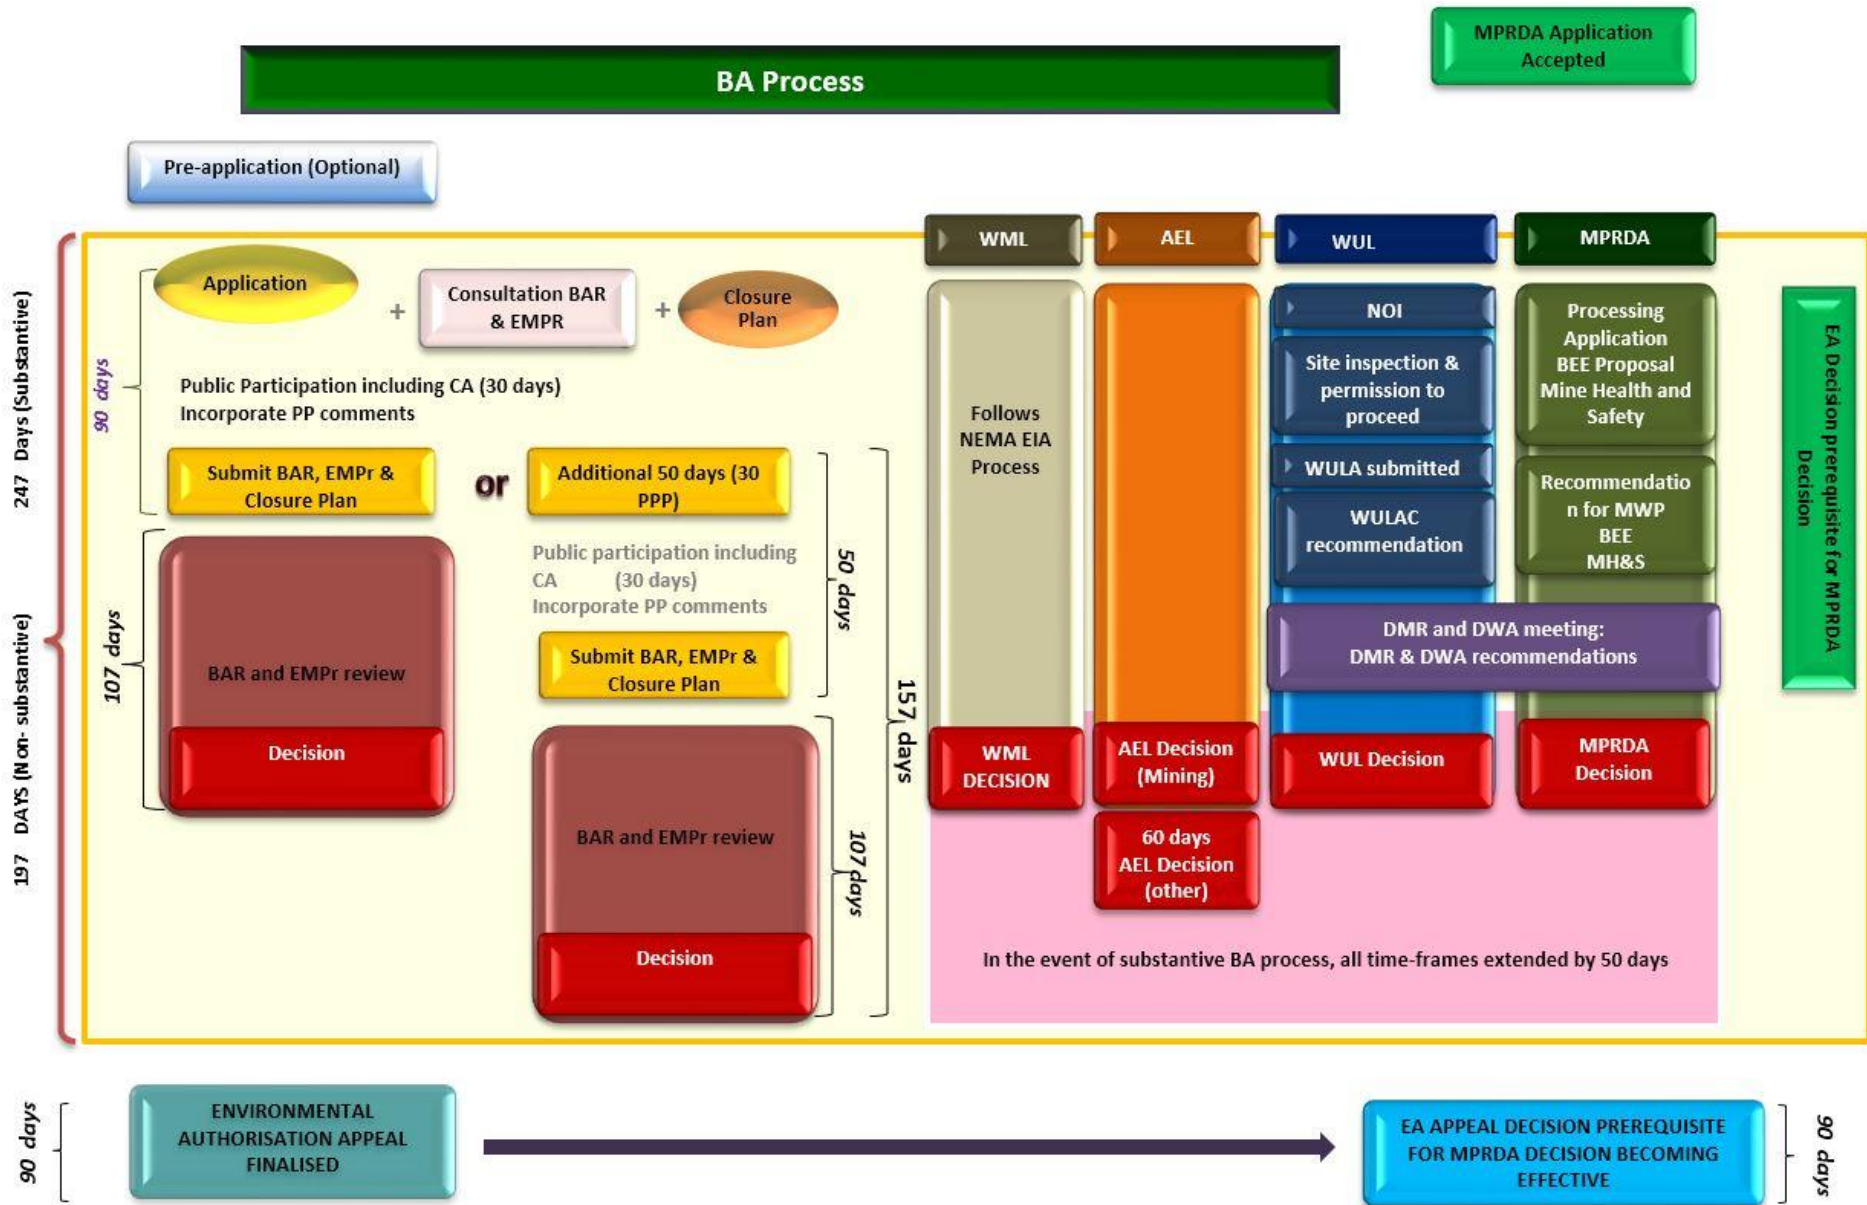 MPRDA Application
Accepted
BA Process
Pre-application (Optional)
WML
AEL
WUL
MPRDA
247 Days (Substantive)
197 DAYS (Non- substantive)
90 days
Application
+
Consultation BAR
& EMPR
+
Closure
Plan
Public Participation including CA (30 days)
Incorporate PP comments
Submit BAR, EMPr &
Closure Plan
or
Additional 50 days (30
PPP)
107 days
BAR and EMPr review
Decision
Public participation including
CA (30 days)
Incorporate PP comments
Submit BAR, EMPr &
Closure Plan
50 days
BAR and EMPr review
Decision
107 days
157 days
Follows
NEMA EIA
Process
WML
DECISION
AEL Decision
(Mining)
60 days
AEL Decision
(other)
NOI
Site inspection &
permission to
proceed
WULA submitted
WULAC
recommendation
Processing
Application
BEE Proposal
Mine Health and
Safety
Recommendatio
n for MWP
BEE
MH&S
DMR and DWA meeting:
DMR & DWA recommendations
WUL Decision
MPRDA
Decision
EA Decision prerequisite for MPRDA
Decision
In the event of substantive BA process, all time-frames extended by 50 days
90 days
ENVIRONMENTAL
AUTHORISATION APPEAL
FINALISED
EA APPEAL DECISION PREREQUISITE
FOR MPRDA DECISION BECOMING
EFFECTIVE
90 days